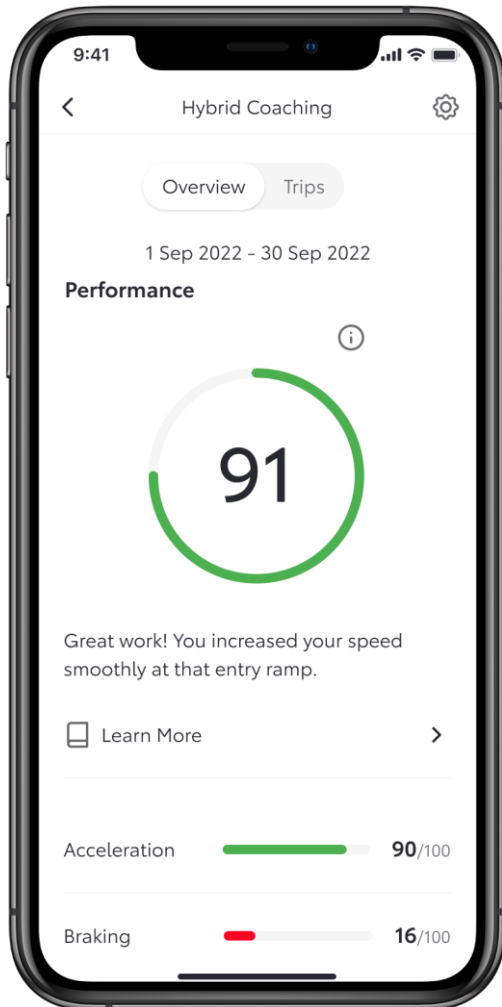 9:41
Hybrid Coaching
Overview Trips
1 Sep 2022 - 30 Sep 2022
Performance
91
Great work! You increased your speed
smoothly at that entry ramp.
Learn More
Acceleration 90/100
Braking 16/100